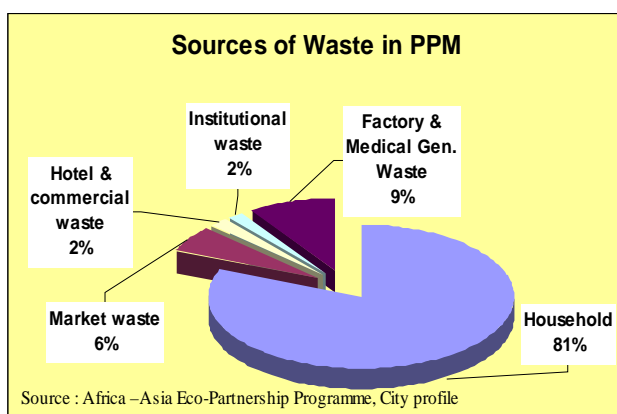 Sources of Waste in PPM
Institutional
waste
2%
Factory &
Medical Gen.
Waste
9%
Hotel &
commercial
waste
2%
Market waste
6%
Household
81%
Source : Africa –Asia Eco-Partnership Programme, City profile